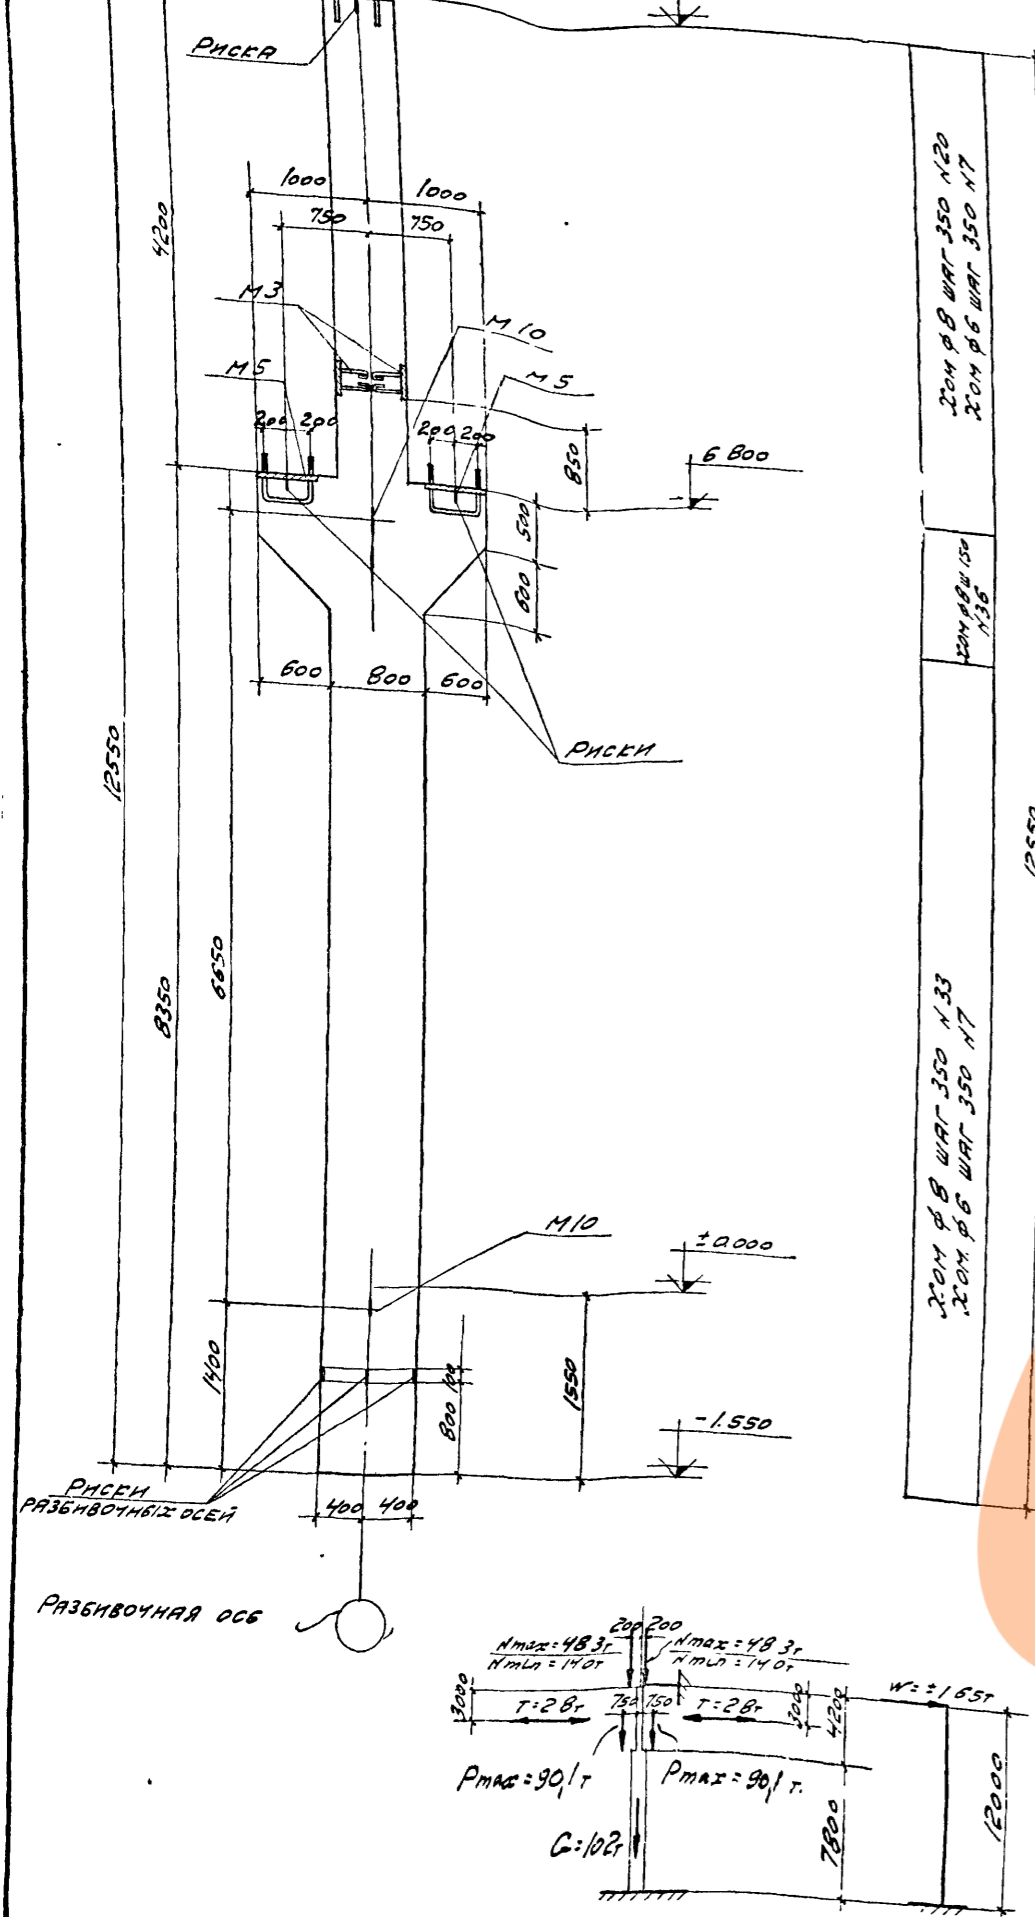 Риска
1000
1000
750
750
4200
М3
М10
М5
М5
200 200
200 200
850
6 800
500
600
600 800 600
Риски
12550
8350
6650
М10
±0.000
1400
800 100
1550
-1.550
Риски
разбивочных осей
400 400
Разбивочная ось
Хом ф8 шаг 350 N20
Хом ф6 шаг 350 N7
Хом ф8 ш 150
N36
Хом ф8 шаг 350 N33
Хом. ф6 шаг 350 N7
12550
200 200
Nmax=48 3т
Nmin=14 0т
Nmax=48 3т
Nmin=14 0т
3000
Т=2 8т
750 750
Т=2 8т
3000
4200
W=±1 65т
Pmax=90,1 т
Pmax=90,1 т.
G=102т
7800
12000